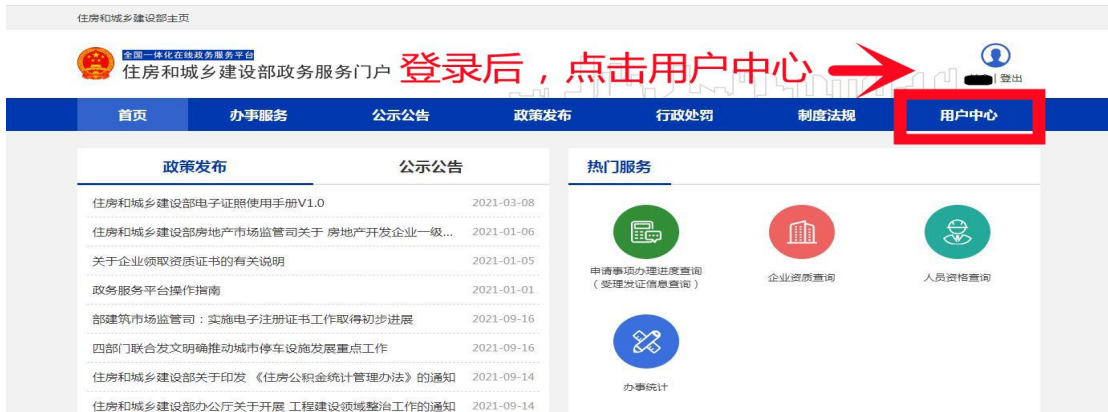 住房和城乡建设部主页
全国一体化在线政务服务平台
住房和城乡建设部政务服务门户
登录后，点击用户中心
| 登出
首页 办事服务 公示公告 政策发布 行政处罚 制度法规 用户中心
政策发布 公示公告
住房和城乡建设部电子证照使用手册V1.0 2021-03-08
住房和城乡建设部房地产市场监管司关于 房地产开发企业一级... 2021-01-06
关于企业领取资质证书的有关说明 2021-01-05
政务服务平台操作指南 2021-01-01
部建筑市场监管司：实施电子注册证书工作取得初步进展 2021-09-16
四部门联合发文明确推动城市停车设施发展重点工作 2021-09-16
住房和城乡建设部关于印发 《住房公积金统计管理办法》的通知 2021-09-14
住房和城乡建设部办公厅关于开展 工程建设领域整治工作的通知 2021-09-14
热门服务
申请事项办理进度查询
（受理发证信息查询）
企业资质查询
人员资格查询
办事统计